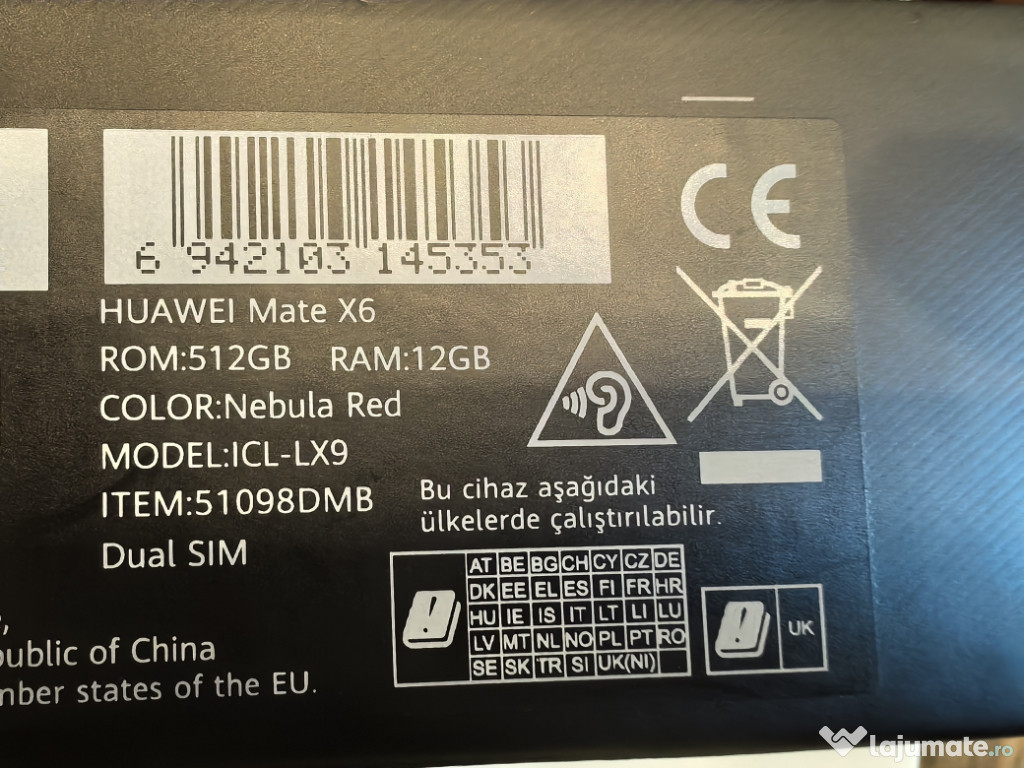 6 942103 145353
HUAWEI Mate X6
ROM:512GB RAM:12GB
COLOR:Nebula Red
MODEL:ICL-LX9
ITEM:51098DMB
Dual SIM
CE
Bu cihaz aşağıdaki
ülkelerde çalıştırılabilir.
AT BE BG CH CY CZ DE
DK EE EL ES FI FR HR
HU IE IS IT LT LI LU
LV MT NL NO PL PT RO
SE SK TR SI UK(NI)
UK
of China
states of the EU.
lajumate.ro